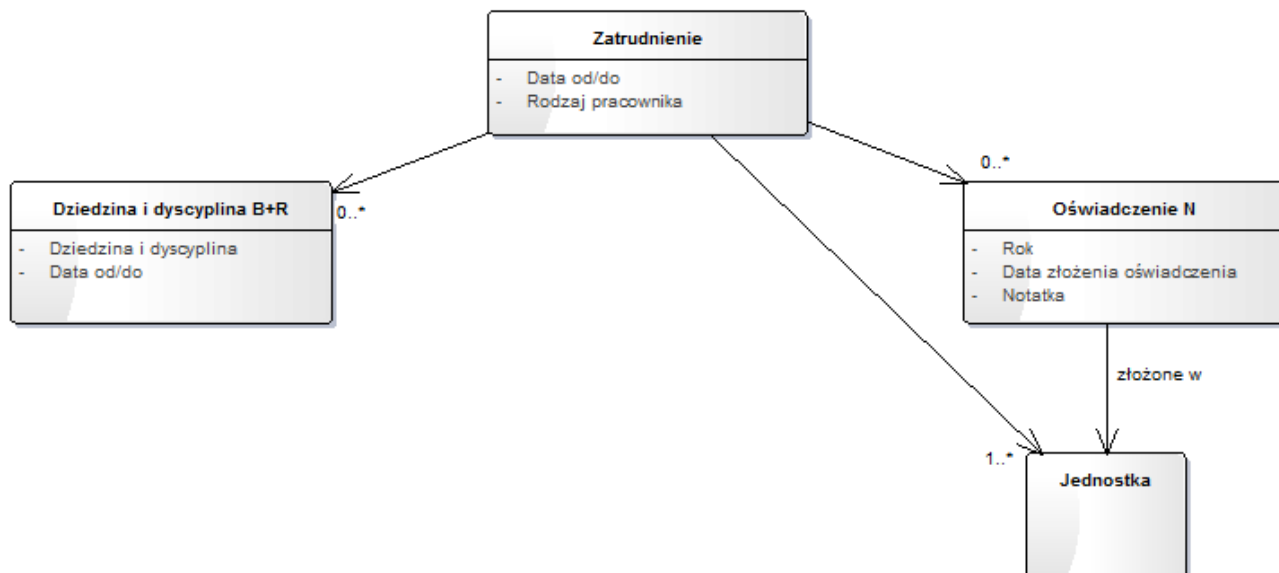 Zatrudnienie
- Data od/do
- Rodzaj pracownika
0..*
0..*
Dziedzina i dyscyplina B+R
- Dziedzina i dyscyplina
- Data od/do
Oświadczenie N
- Rok
- Data złożenia oświadczenia
- Notatka
złożone w
1..*
Jednostka